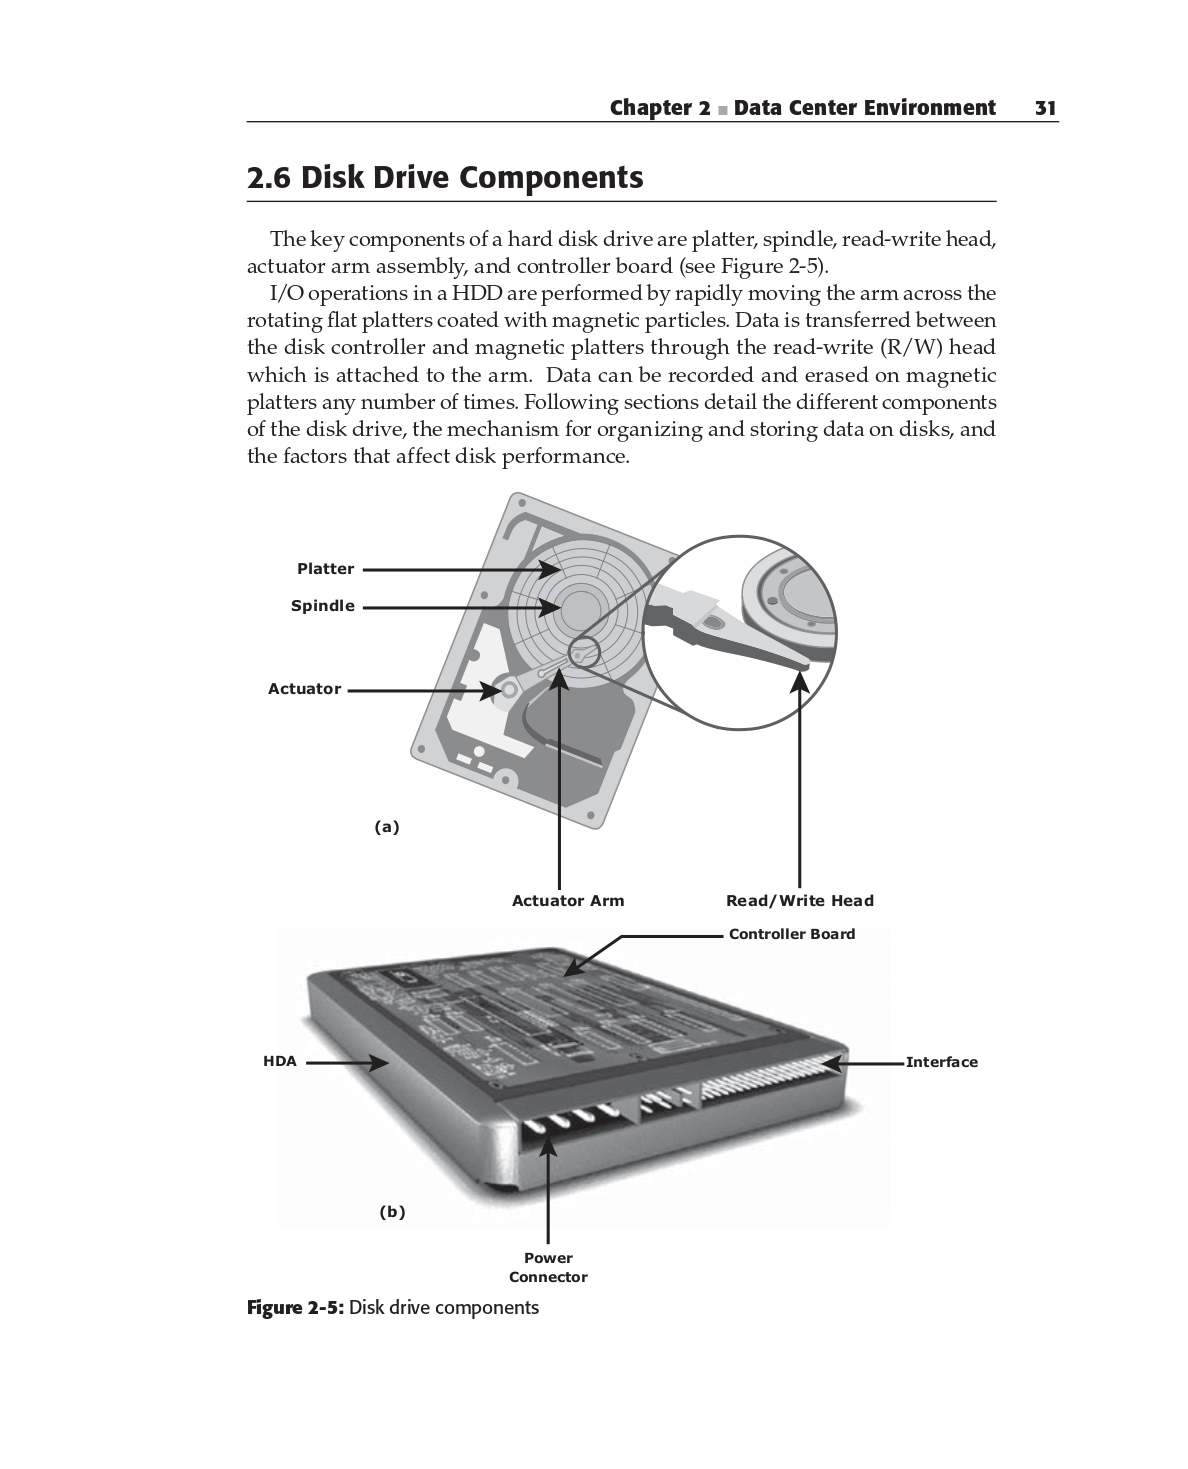 Chapter 2 ■ Data Center Environment 31
2.6 Disk Drive Components
The key components of a hard disk drive are platter, spindle, read-write head,
actuator arm assembly, and controller board (see Figure 2-5).
I/O operations in a HDD are performed by rapidly moving the arm across the
rotating flat platters coated with magnetic particles. Data is transferred between
the disk controller and magnetic platters through the read-write (R/W) head
which is attached to the arm.  Data can be recorded and erased on magnetic
platters any number of times. Following sections detail the different components
of the disk drive, the mechanism for organizing and storing data on disks, and
the factors that affect disk performance.
Platter
Spindle
Actuator
(a)
Actuator Arm
Read/Write Head
Controller Board
HDA
Interface
(b)
Power
Connector
Figure 2-5: Disk drive components